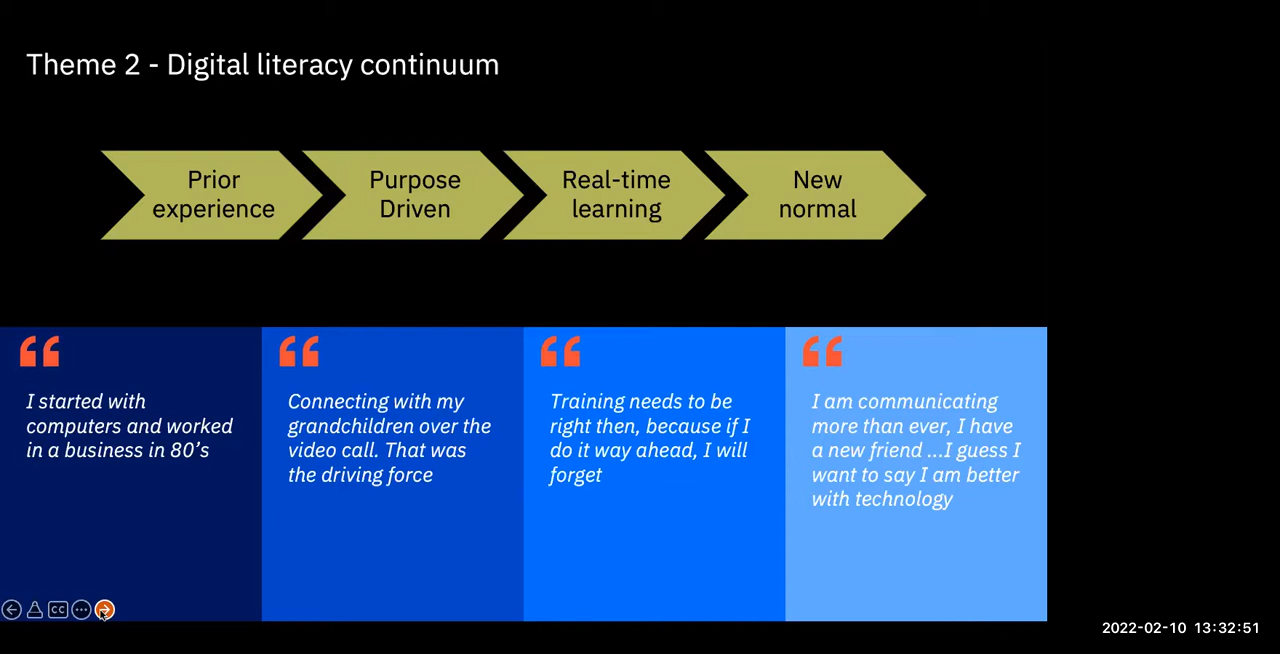 Theme 2 - Digital literacy continuum
Prior
experience
Purpose
Driven
Real-time
learning
New
normal
“
I started with
computers and worked
in a business in 80’s
“
Connecting with my
grandchildren over the
video call. That was
the driving force
“
Training needs to be
right then, because if I
do it way ahead, I will
forget
“
I am communicating
more than ever, I have
a new friend ...I guess I
want to say I am better
with technology
CC
2022-02-10 13:32:51